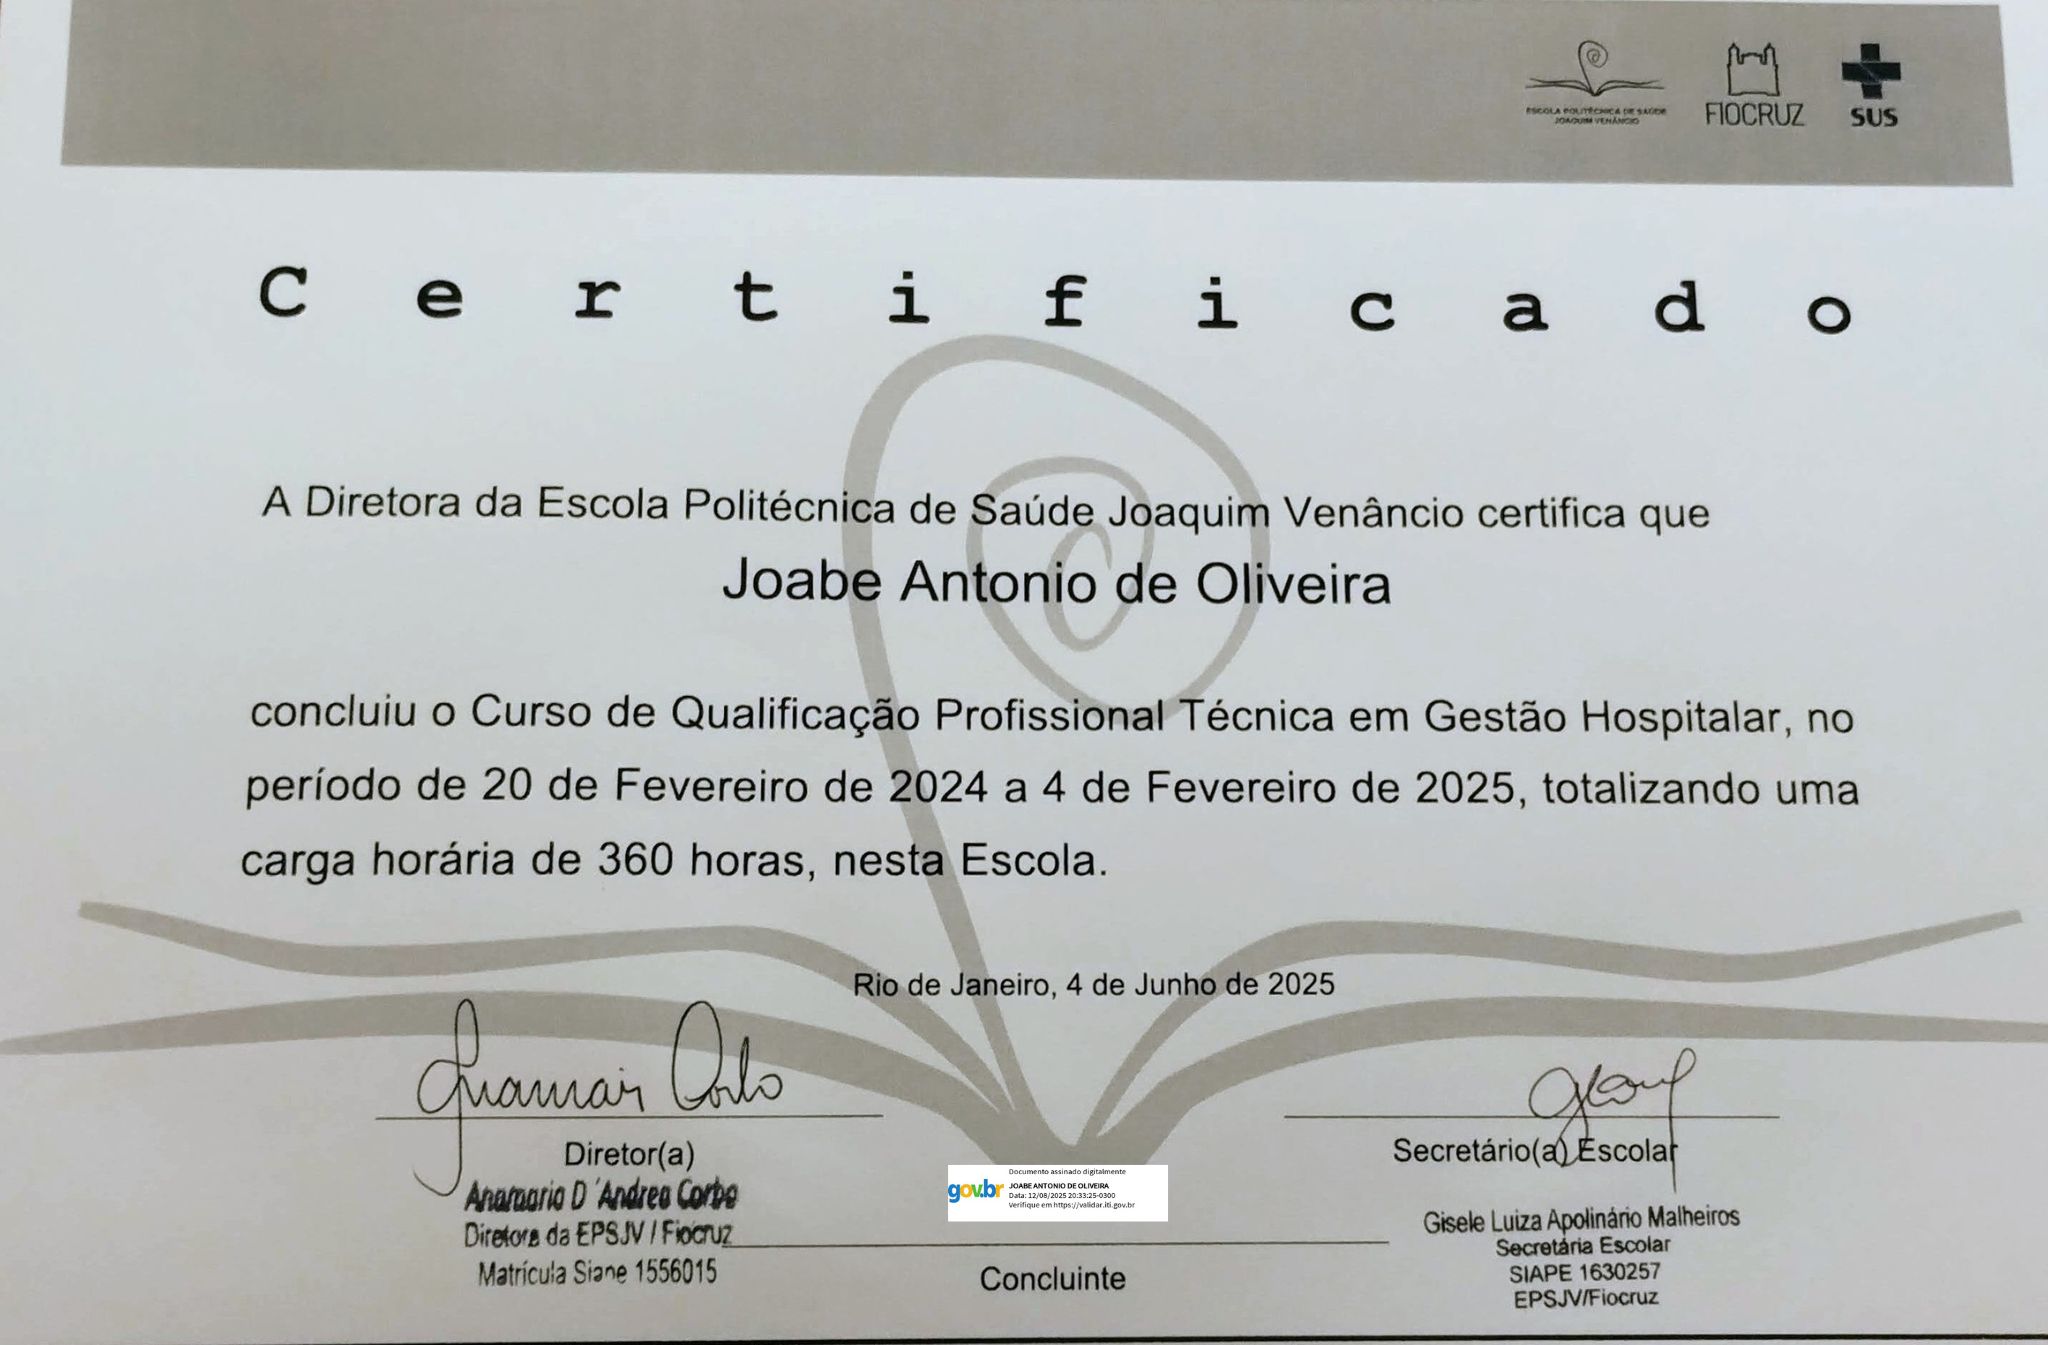 ESCOLA POLITÉCNICA DE SAÚDE
JOAQUIM VENÂNCIO
FIOCRUZ
SUS
Certificado
A Diretora da Escola Politécnica de Saúde Joaquim Venâncio certifica que
Joabe Antonio de Oliveira
concluiu o Curso de Qualificação Profissional Técnica em Gestão Hospitalar, no
período de 20 de Fevereiro de 2024 a 4 de Fevereiro de 2025, totalizando uma
carga horária de 360 horas, nesta Escola.
Rio de Janeiro, 4 de Junho de 2025
Diretor(a)
Anamaria D´Andrea Corbo
Diretora da EPSJV / Fiocruz
Matrícula Siape 1556015
gov.br
Documento assinado digitalmente
JOABE ANTONIO DE OLIVEIRA
Data: 12/08/2025 20:33:25-0300
Verifique em https://validar.iti.gov.br
Concluinte
Secretário(a) Escolar
Gisele Luiza Apolinário Malheiros
Secretária Escolar
SIAPE 1630257
EPSJV/Fiocruz